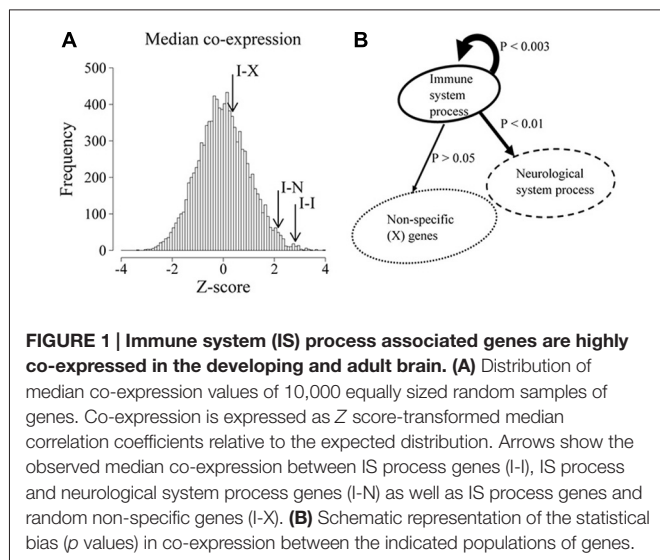 A
Median co-expression
500
400
300
200
100
0
Frequency
-4
-2
0
2
4
Z-score
I-X
I-N
I-I
B
P < 0.003
Immune
system
process
P < 0.01
P > 0.05
Neurological
system process
Non-specific
(X) genes
FIGURE 1 | Immune system (IS) process associated genes are highly
co-expressed in the developing and adult brain. (A) Distribution of
median co-expression values of 10,000 equally sized random samples of
genes. Co-expression is expressed as Z score-transformed median
correlation coefficients relative to the expected distribution. Arrows show the
observed median co-expression between IS process genes (I-I), IS process
and neurological system process genes (I-N) as well as IS process genes and
random non-specific genes (I-X). (B) Schematic representation of the statistical
bias (p values) in co-expression between the indicated populations of genes.